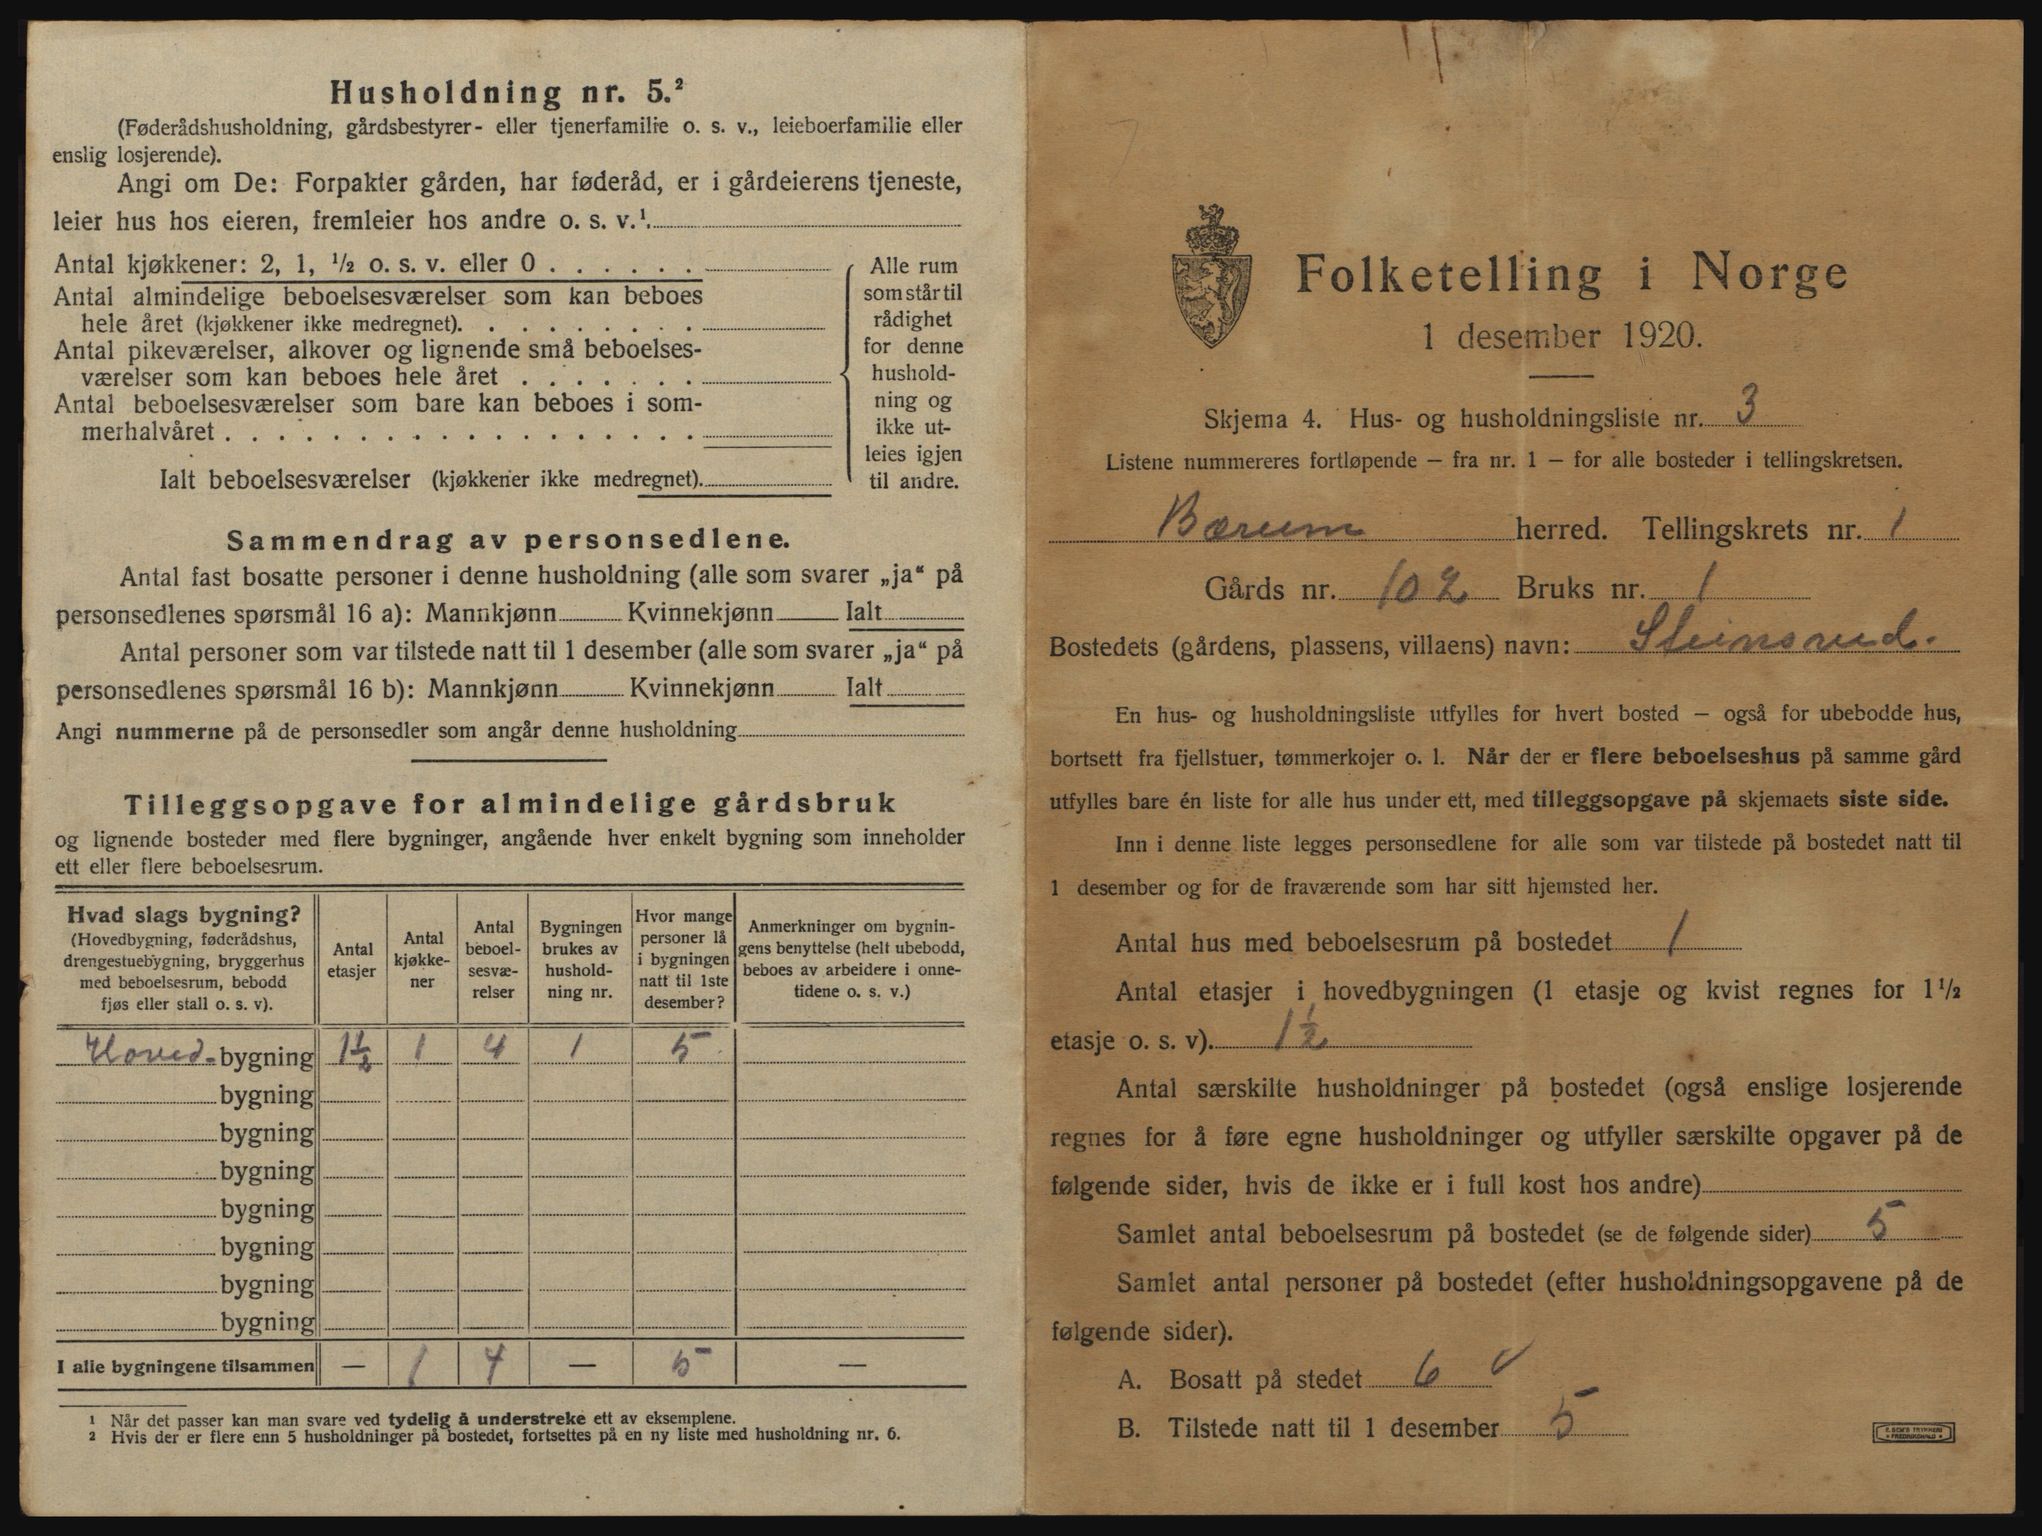 Husholdning nr. 5.²
(Føderådshusholdning, gårdsbestyrer- eller tjenerfamilie o. s. v., leieboerfamilie eller
enslig losjerende).
Angi om De: Forpakter gården, har føderåd, er i gårdeierens tjeneste,
leier hus hos eieren, fremleier hos andre o. s. v.¹.
Antal kjøkkener: 2, 1, ½ o. s. v. eller 0 . . . . . .
Antal almindelige beboelsesværelser som kan beboes
hele året (kjøkkener ikke medregnet). . . . . . . . .
Antal pikeværelser, alkover og lignende små beboelses-
værelser som kan beboes hele året . . . . . . .
Antal beboelsesværelser som bare kan beboes i som-
merhalvåret . . . . . . . . . . . . . . . . . .
Ialt beboelsesværelser (kjøkkener ikke medregnet).
Alle rum
som står til
rådighet
for denne
hushold-
ning og
ikke ut-
leies igjen
til andre.
Sammendrag av personsedlene.
Antal fast bosatte personer i denne husholdning (alle som svarer „ja“ på
personsedlenes spørsmål 16 a): Mannkjønn Kvinnekjønn Ialt
Antal personer som var tilstede natt til 1 desember (alle som svarer „ja“ på
personsedlenes spørsmål 16 b): Mannkjønn Kvinnekjønn Ialt
Angi nummerne på de personsedler som angår denne husholdning
Tilleggsopgave for almindelige gårdsbruk
og lignende bosteder med flere bygninger, angående hver enkelt bygning som inneholder
ett eller flere beboelsesrum.
Hvad slags bygning?
(Hovedbygning, føderådshus,
drengestuebygning, bryggerhus
med beboelsesrum, bebodd
fjøs eller stall o. s. v).
Antal
etasjer
Antal
kjøkke-
ner
Antal
beboel-
sesvæ-
relser
Bygningen
brukes av
hushold-
ning nr.
Hvor mange
personer lå
i bygningen
natt til 1ste
desember?
Anmerkninger om bygnin-
gens benyttelse (helt ubebodd,
beboes av arbeidere i onne-
tidene o. s. v.)
Hoved- bygning 1½ 1 4 1 5
bygning
bygning
bygning
bygning
bygning
bygning
bygning
I alle bygningene tilsammen — 1 4 — 5 —
¹ Når det passer kan man svare ved tydelig å understreke ett av eksemplene.
² Hvis der er flere enn 5 husholdninger på bostedet, fortsettes på en ny liste med husholdning nr. 6.
Folketelling i Norge
1 desember 1920.
Skjema 4. Hus- og husholdningsliste nr. 3
Listene nummereres fortløpende — fra nr. 1 — for alle bosteder i tellingskretsen.
Bærum herred. Tellingskrets nr. 1
Gårds nr. 102 Bruks nr. 1
Bostedets (gårdens, plassens, villaens) navn: Steinsrud.
En hus- og husholdningsliste utfylles for hvert bosted — også for ubebodde hus,
bortsett fra fjellstuer, tømmerkojer o. l. Når der er flere beboelseshus på samme gård
utfylles bare én liste for alle hus under ett, med tilleggsopgave på skjemaets siste side.
Inn i denne liste legges personsedlene for alle som var tilstede på bostedet natt til
1 desember og for de fraværende som har sitt hjemsted her.
Antal hus med beboelsesrum på bostedet 1
Antal etasjer i hovedbygningen (1 etasje og kvist regnes for 1½
etasje o. s. v). 1½
Antal særskilte husholdninger på bostedet (også enslige losjerende
regnes for å føre egne husholdninger og utfyller særskilte opgaver på de
følgende sider, hvis de ikke er i full kost hos andre)
Samlet antal beboelsesrum på bostedet (se de følgende sider) 5
Samlet antal personer på bostedet (efter husholdningsopgavene på de
følgende sider).
A. Bosatt på stedet 6
B. Tilstede natt til 1 desember 5